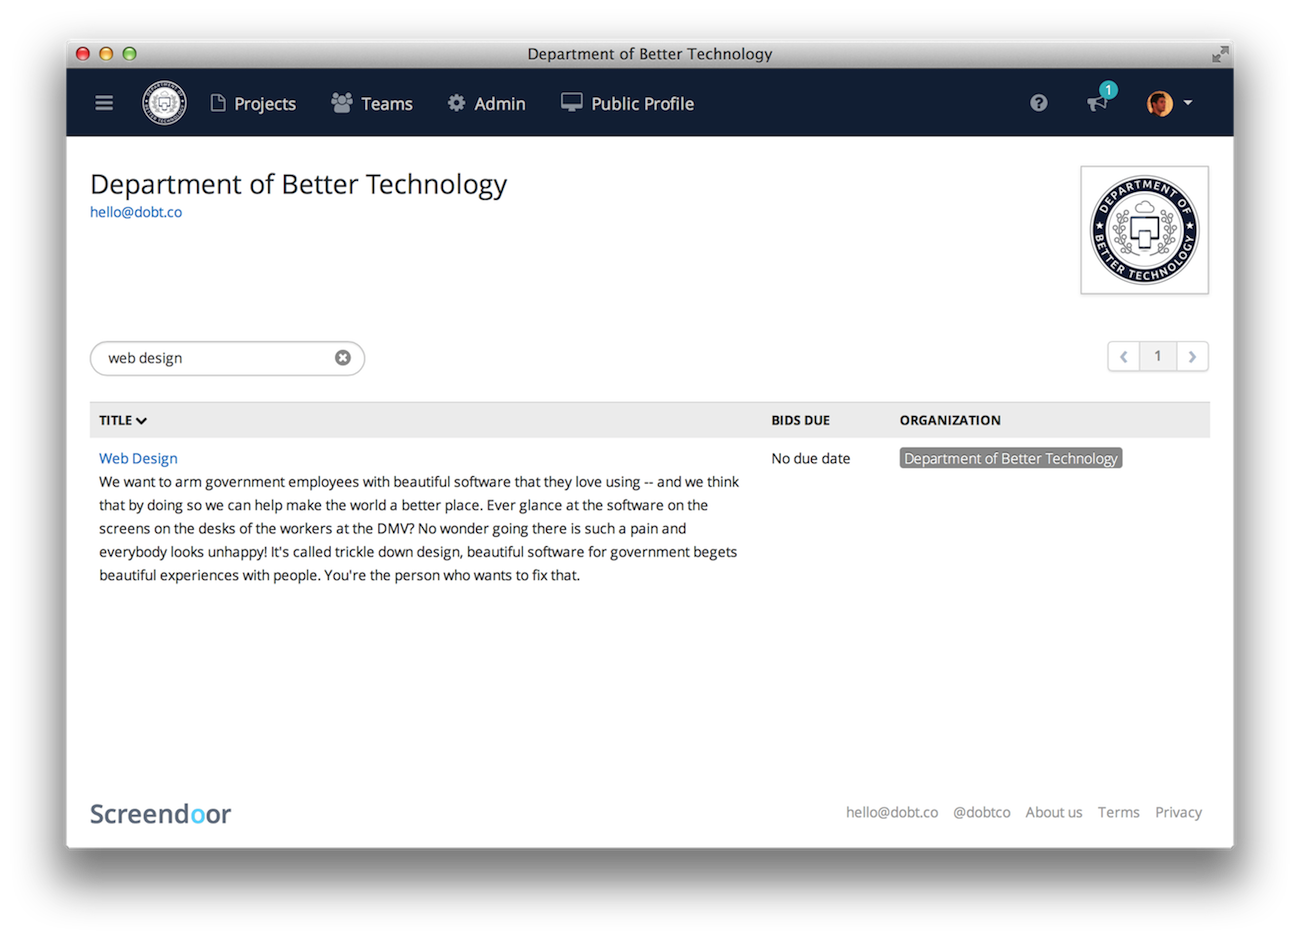 Department of Better Technology
Projects Teams Admin Public Profile 1
Department of Better Technology
hello@dobt.co
DEPARTMENT OF
BETTER TECHNOLOGY
web design
1
TITLE BIDS DUE ORGANIZATION
Web Design No due date Department of Better Technology
We want to arm government employees with beautiful software that they love using -- and we think
that by doing so we can help make the world a better place. Ever glance at the software on the
screens on the desks of the workers at the DMV? No wonder going there is such a pain and
everybody looks unhappy! It's called trickle down design, beautiful software for government begets
beautiful experiences with people. You're the person who wants to fix that.
Screendoor hello@dobt.co @dobtco About us Terms Privacy